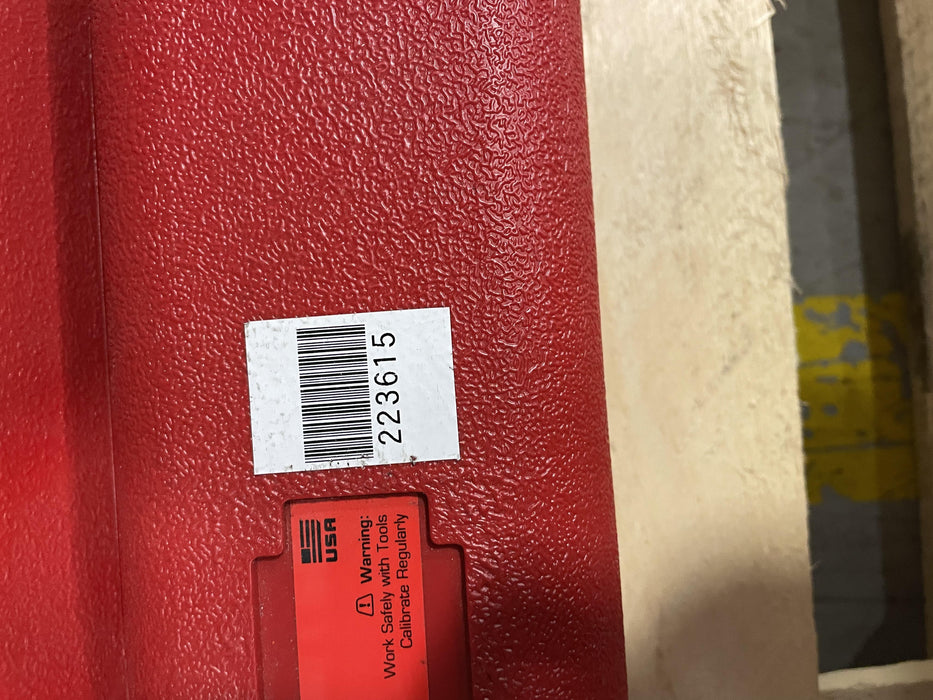 223615
USA
Warning:
Work Safely with Tools
Calibrate Regularly